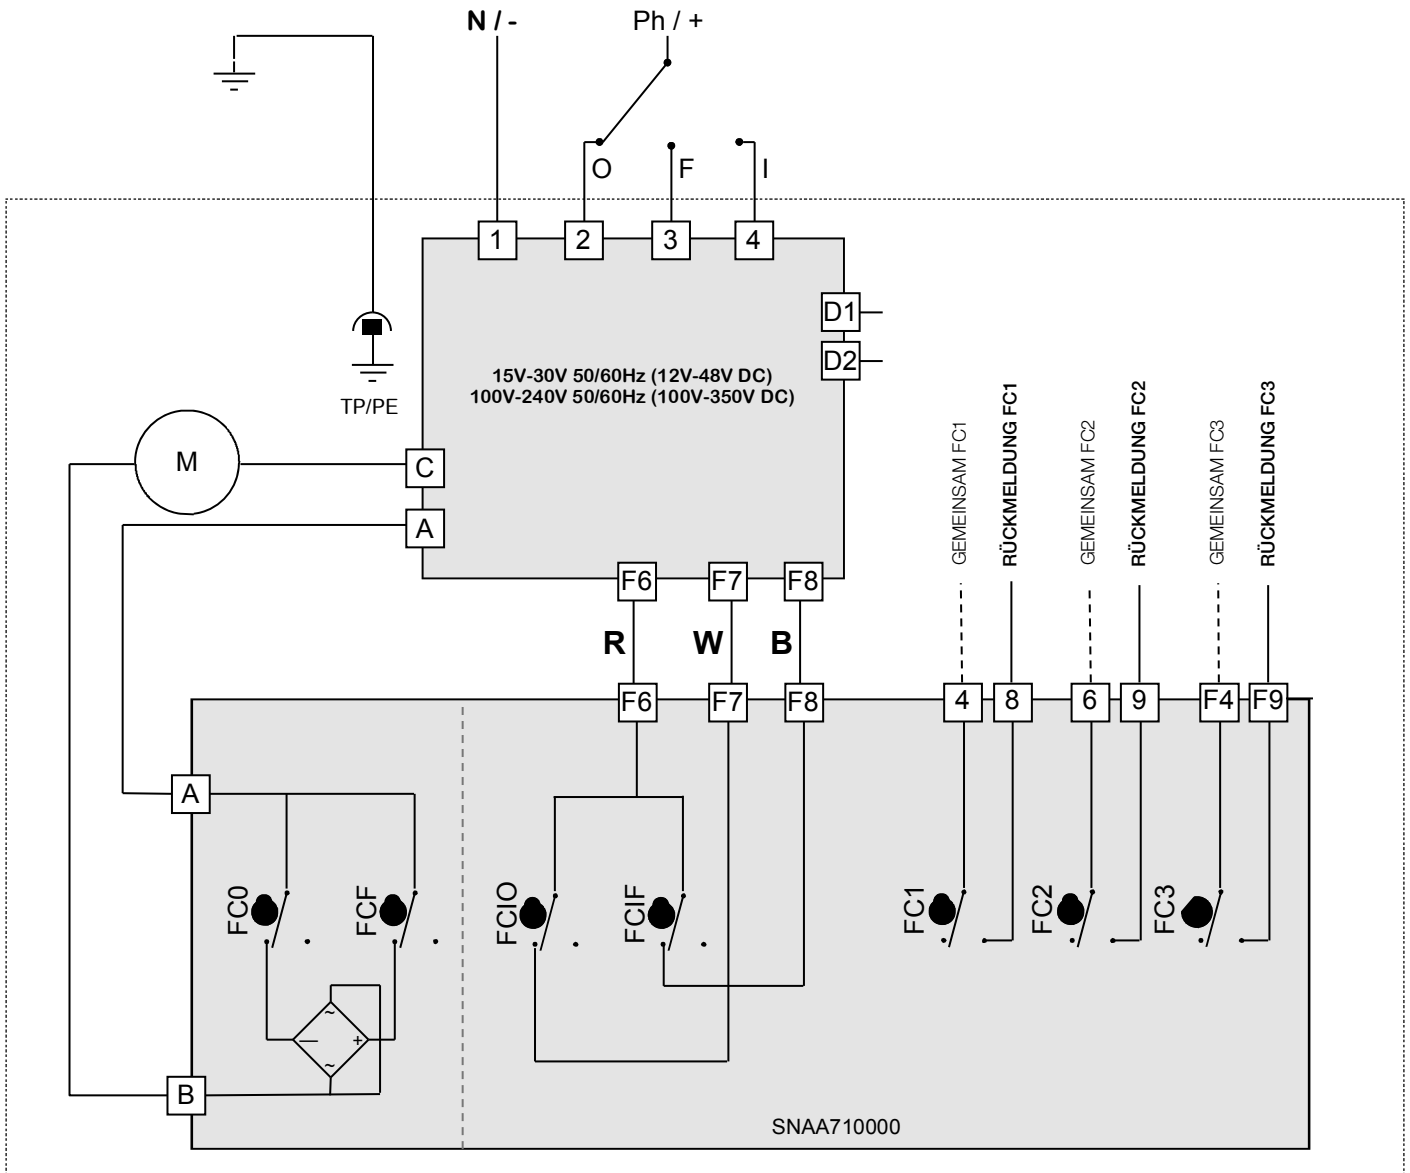 N / -
Ph / +
O
F
I
1
2
3
4
D1
D2
15V-30V 50/60Hz (12V-48V DC)
100V-240V 50/60Hz (100V-350V DC)
TP/PE
M
C
A
F6
F7
F8
R
W
B
GEMEINSAM FC1
RÜCKMELDUNG FC1
GEMEINSAM FC2
RÜCKMELDUNG FC2
GEMEINSAM FC3
RÜCKMELDUNG FC3
F6
F7
F8
4
8
6
9
F4
F9
A
FC0
FCF
FCIO
FCIF
FC1
FC2
FC3
~
— +
~
B
SNAA710000